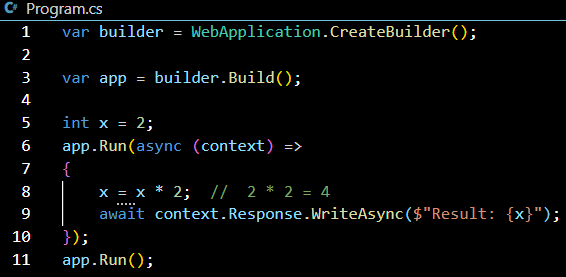 C# Program.cs
1 var builder = WebApplication.CreateBuilder();
2
3 var app = builder.Build();
4
5 int x = 2;
6 app.Run(async (context) =>
7 {
8     x = x * 2;  //  2 * 2 = 4
9     await context.Response.WriteAsync($"Result: {x}");
10 });
11 app.Run();